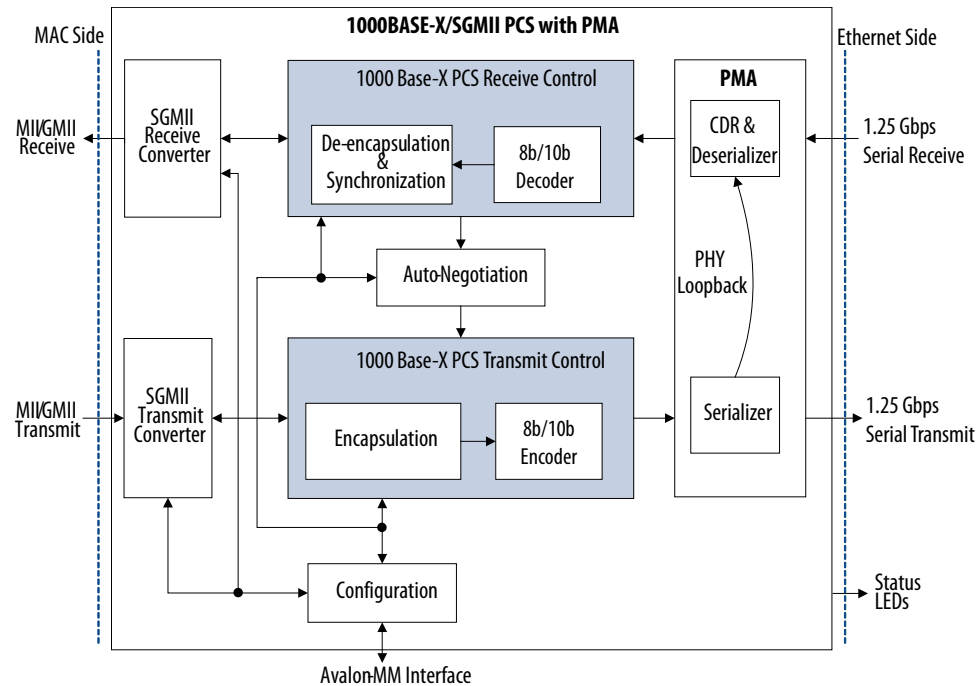 1000BASE-X/SGMII PCS with PMA
MAC Side
Ethernet Side
1000 Base-X PCS Receive Control
PMA
SGMII
Receive
Converter
MII/GMII
Receive
De-encapsulation
&
Synchronization
8b/10b
Decoder
CDR &
Deserializer
1.25 Gbps
Serial Receive
Auto-Negotiation
PHY
Loopback
1000 Base-X PCS Transmit Control
SGMII
Transmit
Converter
MII/GMII
Transmit
Encapsulation
8b/10b
Encoder
Serializer
1.25 Gbps
Serial Transmit
Configuration
Status
LEDs
Avalon-MM Interface